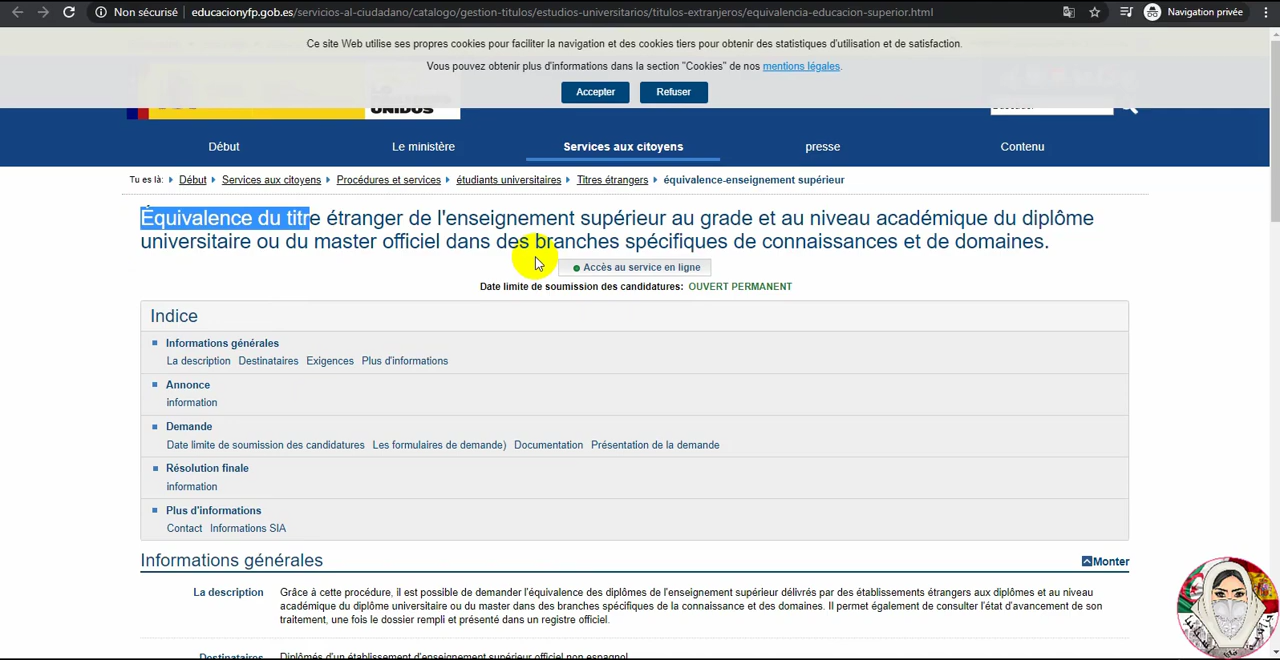 Non sécurisé educacionyfp.gob.es/servicios-al-ciudadano/catalogo/gestion-titulos/estudios-universitarios/titulos-extranjeros/equivalencia-educacion-superior.html Navigation privée
Ce site Web utilise ses propres cookies pour faciliter la navigation et des cookies tiers pour obtenir des statistiques d'utilisation et de satisfaction.
Vous pouvez obtenir plus d'informations dans la section "Cookies" de nos mentions légales.
Accepter Refuser
UNIDOS
Début Le ministère Services aux citoyens presse Contenu
Tu es là: Début Services aux citoyens Procédures et services étudiants universitaires Titres étrangers équivalence-enseignement supérieur
Équivalence du titre étranger de l'enseignement supérieur au grade et au niveau académique du diplôme
universitaire ou du master officiel dans des branches spécifiques de connaissances et de domaines.
Accès au service en ligne
Date limite de soumission des candidatures: OUVERT PERMANENT
Indice
Informations générales
La description Destinataires Exigences Plus d'informations
Annonce
information
Demande
Date limite de soumission des candidatures Les formulaires de demande) Documentation Présentation de la demande
Résolution finale
information
Plus d'informations
Contact Informations SIA
Informations générales Monter
La description Grâce à cette procédure, il est possible de demander l'équivalence des diplômes de l'enseignement supérieur délivrés par des établissements étrangers aux diplômes et au niveau
académique du diplôme universitaire ou du master dans des branches spécifiques de la connaissance et des domaines. Il permet également de consulter l'état d'avancement de son
traitement, une fois le dossier rempli et présenté dans un registre officiel.
Destinataires Diplômés d'un établissement d'enseignement supérieur officiel non espagnol